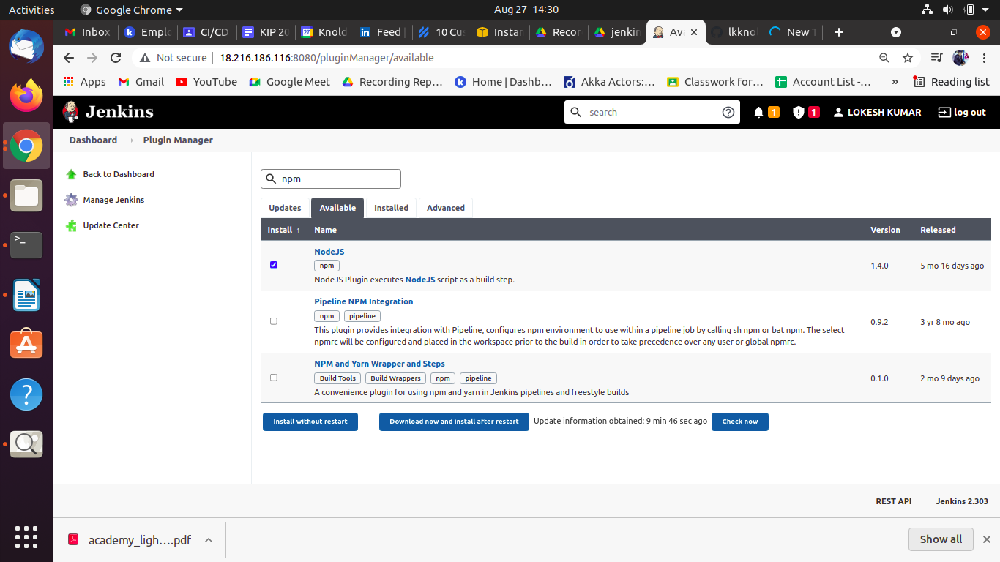 Activities Google Chrome Aug 27 14:30
Inbox Emplo CI/CD KIP 20 Knold Feed | 10 Cu Instan Recor jenkin Ava lkkno New T
Not secure 18.216.186.116:8080/pluginManager/available
Apps Gmail YouTube Google Meet Recording Rep... Home | Dashb... Akka Actors:... Classwork for... Account List -... » Reading list
Jenkins search 1 1 LOKESH KUMAR log out
Dashboard Plugin Manager
Back to Dashboard
Manage Jenkins
Update Center
npm
Updates Available Installed Advanced
Install ↑ Name Version Released
NodeJS
npm
NodeJS Plugin executes NodeJS script as a build step.
1.4.0 5 mo 16 days ago
Pipeline NPM Integration
npm pipeline
This plugin provides integration with Pipeline, configures npm environment to use within a pipeline job by calling sh npm or bat npm. The select
npmrc will be configured and placed in the workspace prior to the build in order to take precedence over any user or global npmrc.
0.9.2 3 yr 8 mo ago
NPM and Yarn Wrapper and Steps
Build Tools Build Wrappers npm pipeline
A convenience plugin for using npm and yarn in Jenkins pipelines and freestyle builds
0.1.0 2 mo 9 days ago
Install without restart Download now and install after restart Update information obtained: 9 min 46 sec ago Check now
REST API Jenkins 2.303
academy_ligh....pdf Show all